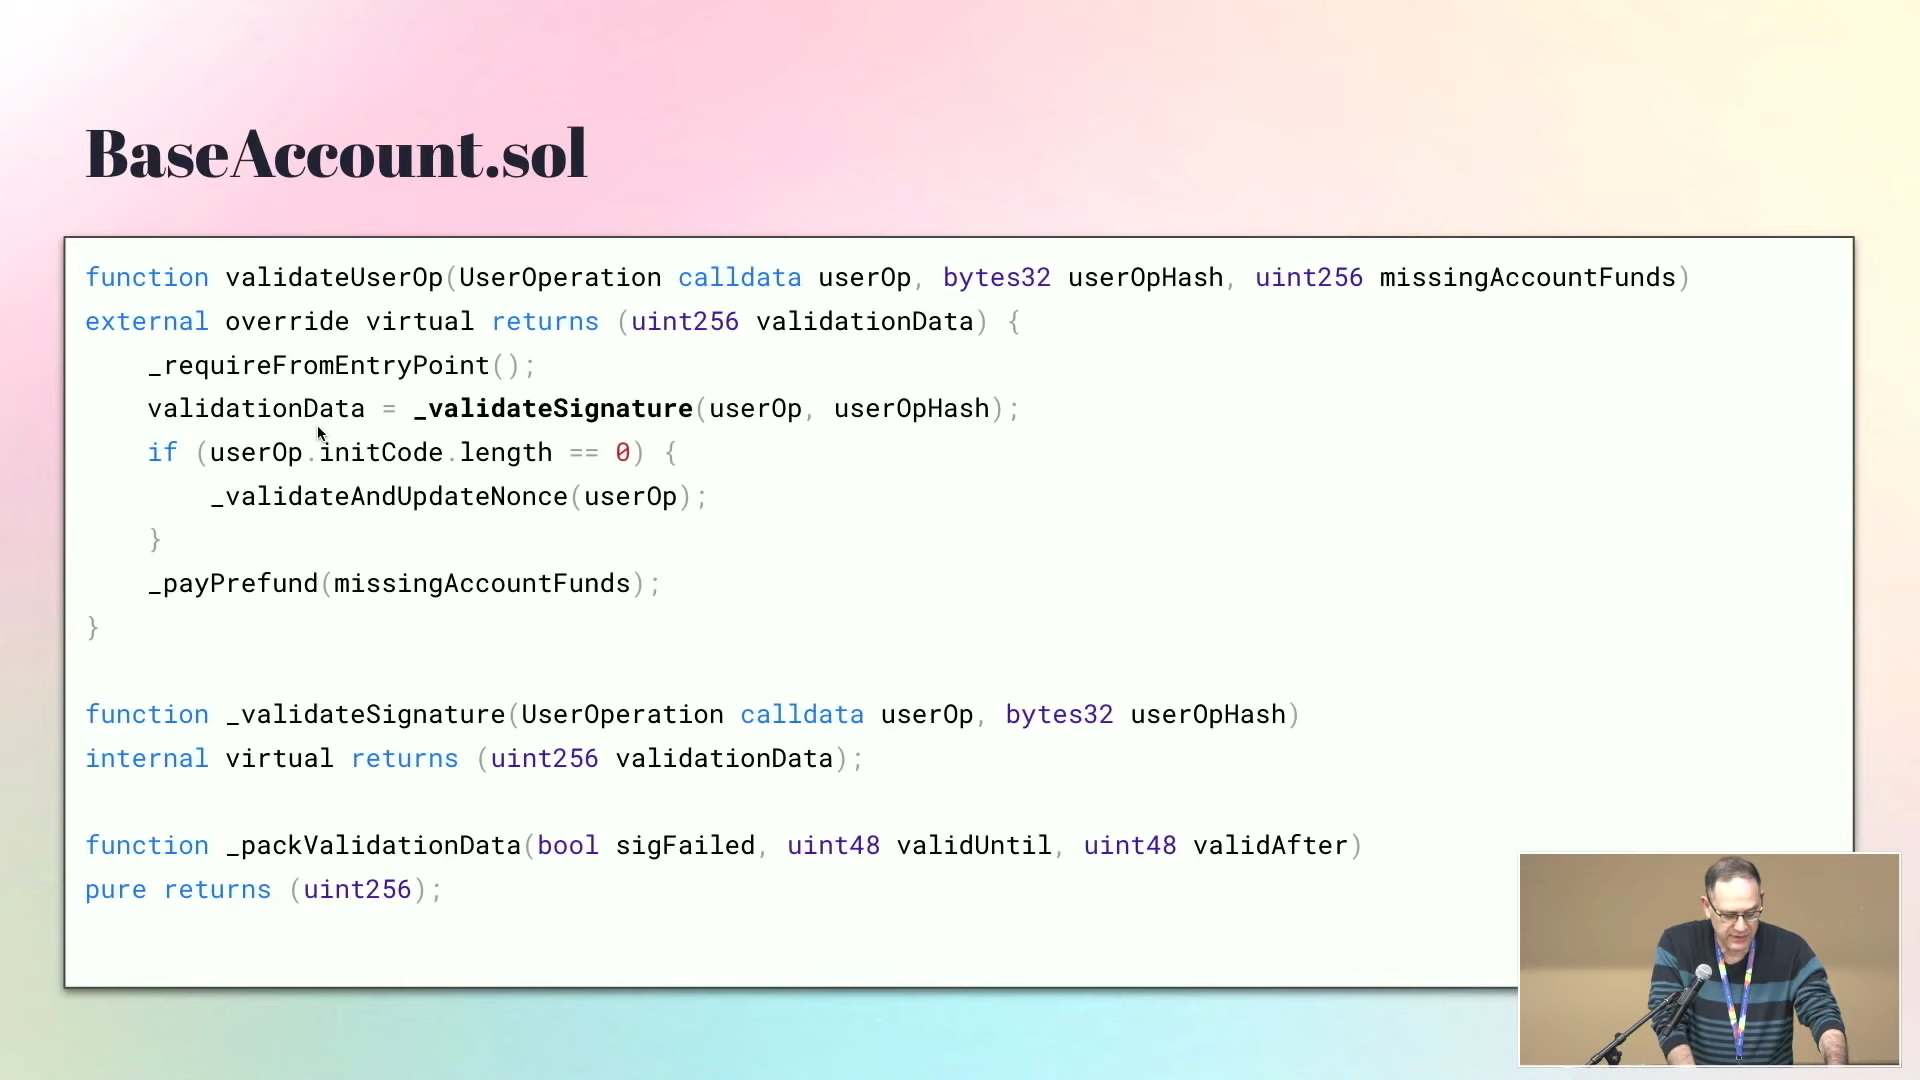 BaseAccount.sol
function validateUserOp(UserOperation calldata userOp, bytes32 userOpHash, uint256 missingAccountFunds)
external override virtual returns (uint256 validationData) {
    _requireFromEntryPoint();
    validationData = _validateSignature(userOp, userOpHash);
    if (userOp.initCode.length == 0) {
        _validateAndUpdateNonce(userOp);
    }
    _payPrefund(missingAccountFunds);
}
function _validateSignature(UserOperation calldata userOp, bytes32 userOpHash)
internal virtual returns (uint256 validationData);
function _packValidationData(bool sigFailed, uint48 validUntil, uint48 validAfter)
pure returns (uint256);